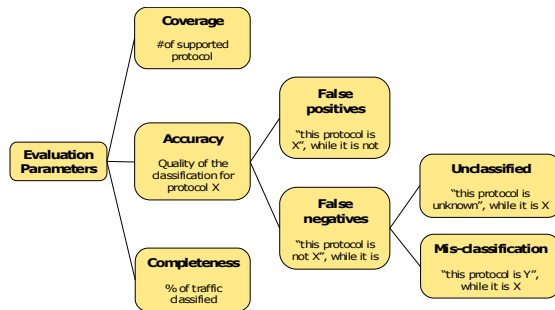 Coverage
#of supported
protocol
Evaluation
Parameters
Accuracy
Quality of the
classification for
protocol X
Completeness
% of traffic
classified
False
positives
“this protocol is
X”, while it is not
False
negatives
“this protocol is
not X”, while it is
Unclassified
“this protocol is
unknown”, while it is X
Mis-classification
“this protocol is Y”,
while it is X